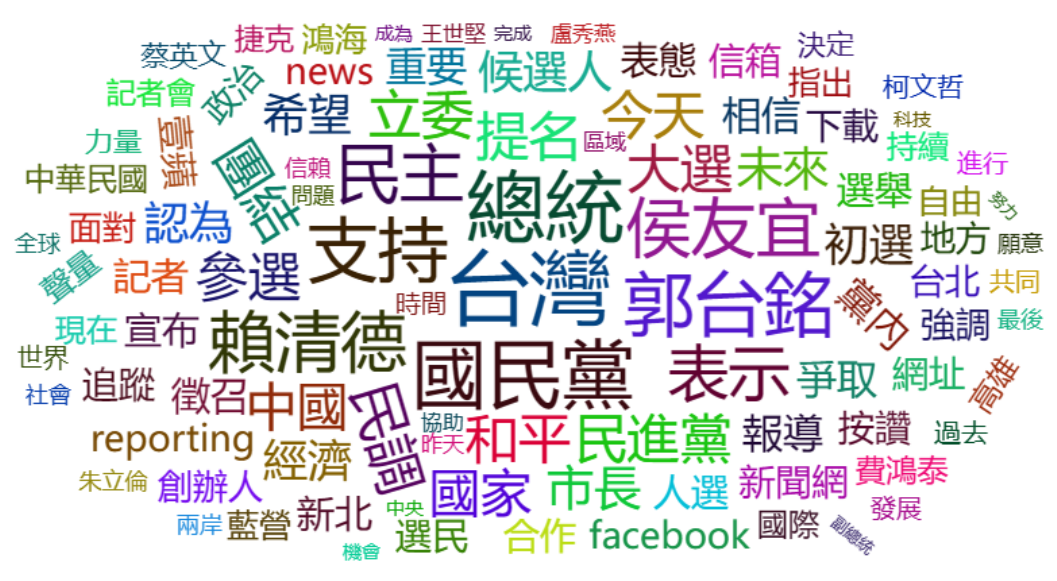 蔡英文
捷克
鴻海
成為
王世堅
完成
盧秀燕
表態
信箱
決定
記者會
政治
news
重要
候選人
指出
柯文哲
力量
壹蘋
希望
立委
提名
今天
相信
下載
科技
持續
中華民國
團結
信賴
問題
民主
總統
區域
大選
未來
選舉
進行
全球
面對
認為
支持
侯友宜
初選
自由
努力
地方
願意
聲量
記者
參選
時間
台灣
郭台銘
黨內
台北
共同
現在
宣布
賴清德
國民黨
表示
強調
最後
世界
社會
追蹤
徵召
中國
民調
爭取
網址
高雄
reporting
經濟
協助
昨天
和平
民進黨
報導
按讚
過去
朱立倫
創辦人
國家
市長
人選
新聞網
費鴻泰
兩岸
藍營
新北
中央
選民
合作
facebook
國際
副總統
發展
機會